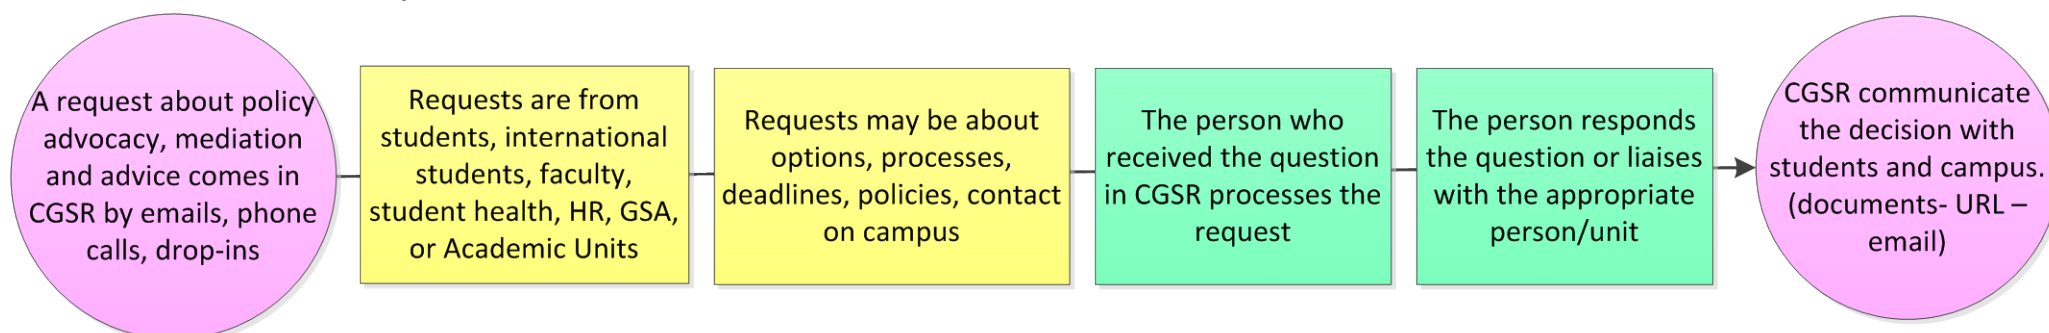 A request about policy
advocacy, mediation
and advice comes in
CGSR by emails, phone
calls, drop-ins
Requests are from
students, international
students, faculty,
student health, HR, GSA,
or Academic Units
Requests may be about
options, processes,
deadlines, policies, contact
on campus
The person who
received the question
in CGSR processes the
request
The person responds
the question or liaises
with the appropriate
person/unit
CGSR communicate
the decision with
students and campus.
(documents- URL –
email)